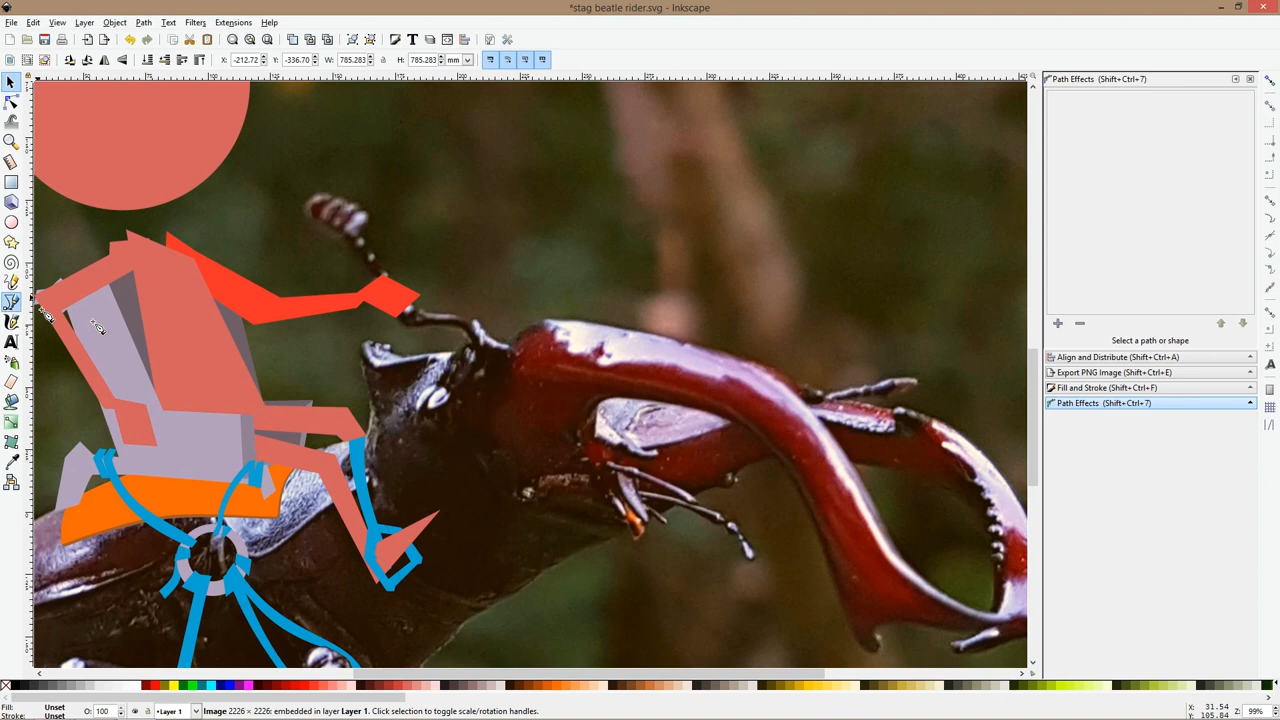 *stag beatle rider.svg - Inkscape
File Edit View Layer Object Path Text Filters Extensions Help
X: -212.72 Y: -336.70 W: 785.283 H: 785.283 mm
Path Effects (Shift+Ctrl+7)
Select a path or shape
Align and Distribute (Shift+Ctrl+A)
Export PNG Image (Shift+Ctrl+E)
Fill and Stroke (Shift+Ctrl+F)
Path Effects (Shift+Ctrl+7)
Fill: Unset
Stroke: Unset
O: 100
•Layer 1
Image 2226 × 2226: embedded in layer Layer 1. Click selection to toggle scale/rotation handles.
X: 31.54
Y: 105.84
Z: 99%